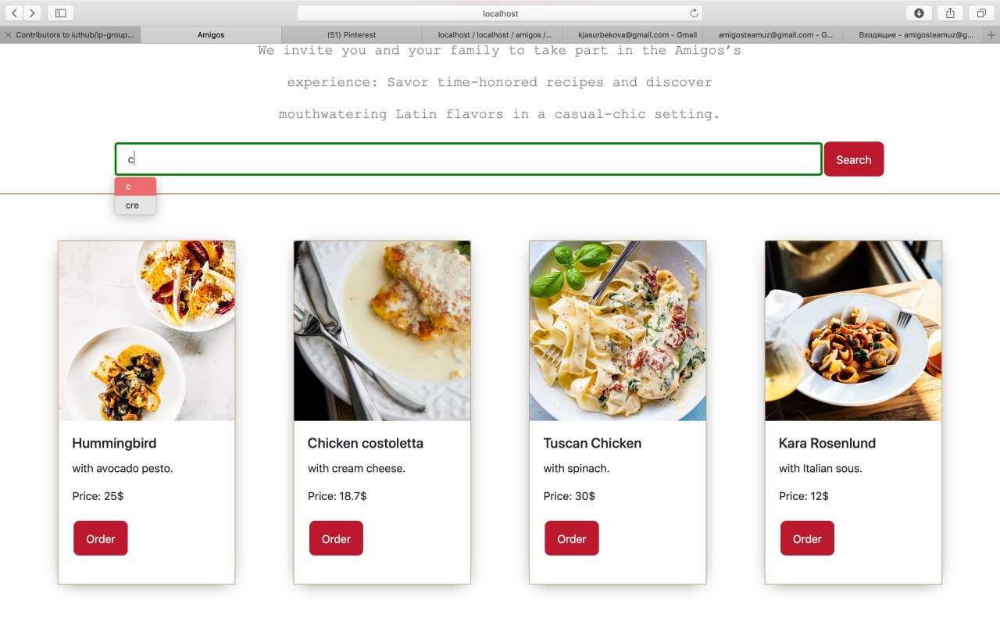 localhost
Contributors to iuthub/ip-group...
Amigos
(51) Pinterest
localhost / localhost / amigos /...
kjasurbekova@gmail.com - Gmail
amigosteamuz@gmail.com - G...
Входящие - amigosteamuz@g...
We invite you and your family to take part in the Amigos’s
experience: Savor time-honored recipes and discover
mouthwatering Latin flavors in a casual-chic setting.
c
Search
c
cre
Hummingbird
with avocado pesto.
Price: 25$
Order
Chicken costoletta
with cream cheese.
Price: 18.7$
Order
Tuscan Chicken
with spinach.
Price: 30$
Order
Kara Rosenlund
with Italian sous.
Price: 12$
Order